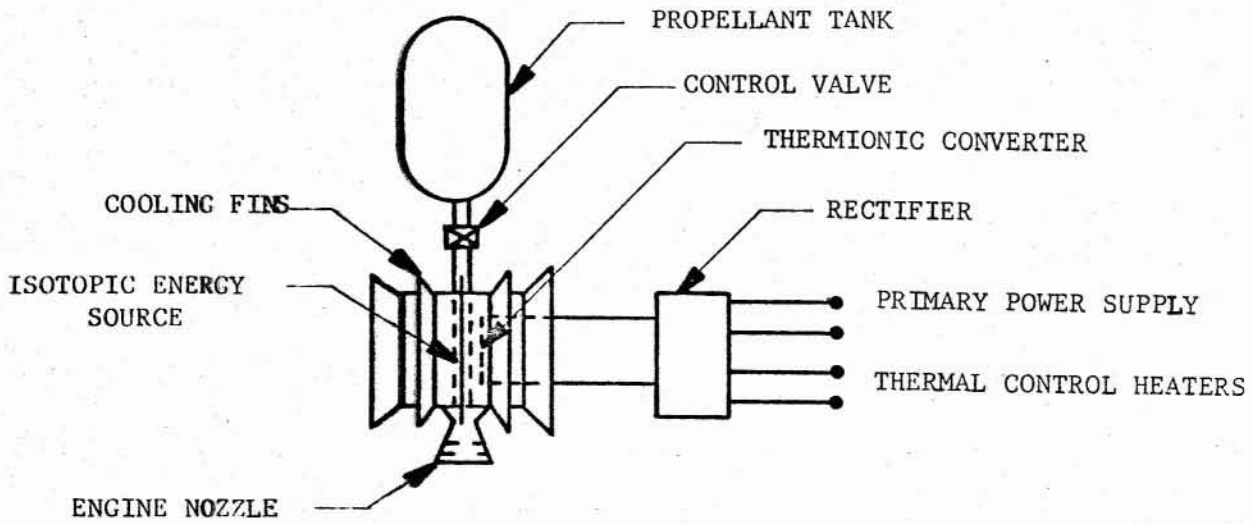 PROPELLANT TANK
CONTROL VALVE
THERMIONIC CONVERTER
COOLING FINS
RECTIFIER
ISOTOPIC ENERGY
SOURCE
PRIMARY POWER SUPPLY
THERMAL CONTROL HEATERS
ENGINE NOZZLE